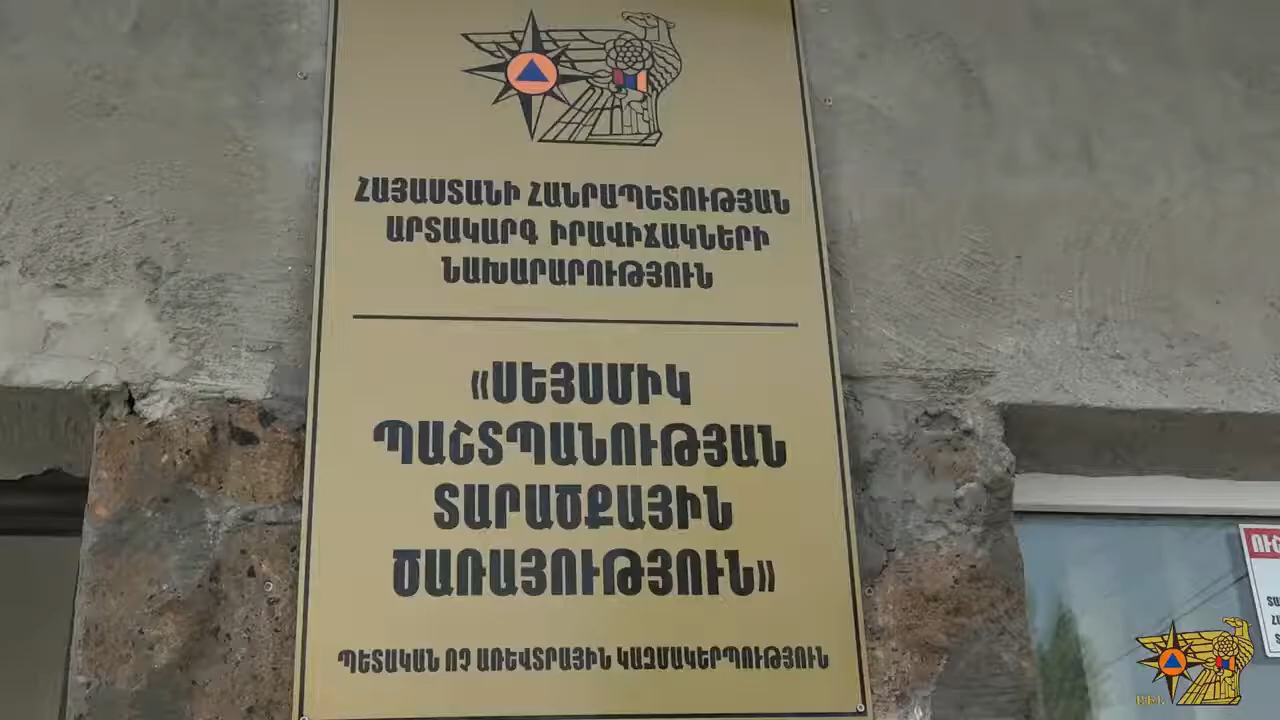 ՀԱՅԱՍՏԱՆԻ ՀԱՆՐԱՊԵՏՈՒԹՅԱՆ
ԱՐՏԱԿԱՐԳ ԻՐԱՎԻՃԱԿՆԵՐԻ
ՆԱԽԱՐԱՐՈՒԹՅՈՒՆ
«ՍԵՅՍՄԻԿ
ՊԱՇՏՊԱՆՈՒԹՅԱՆ
ՏԱՐԱԾՔԱՅԻՆ
ԾԱՌԱՅՈՒԹՅՈՒՆ»
ՊԵՏԱԿԱՆ ՈՉ ԱՌԵՎՏՐԱՅԻՆ ԿԱԶՄԱԿԵՐՊՈՒԹՅՈՒՆ